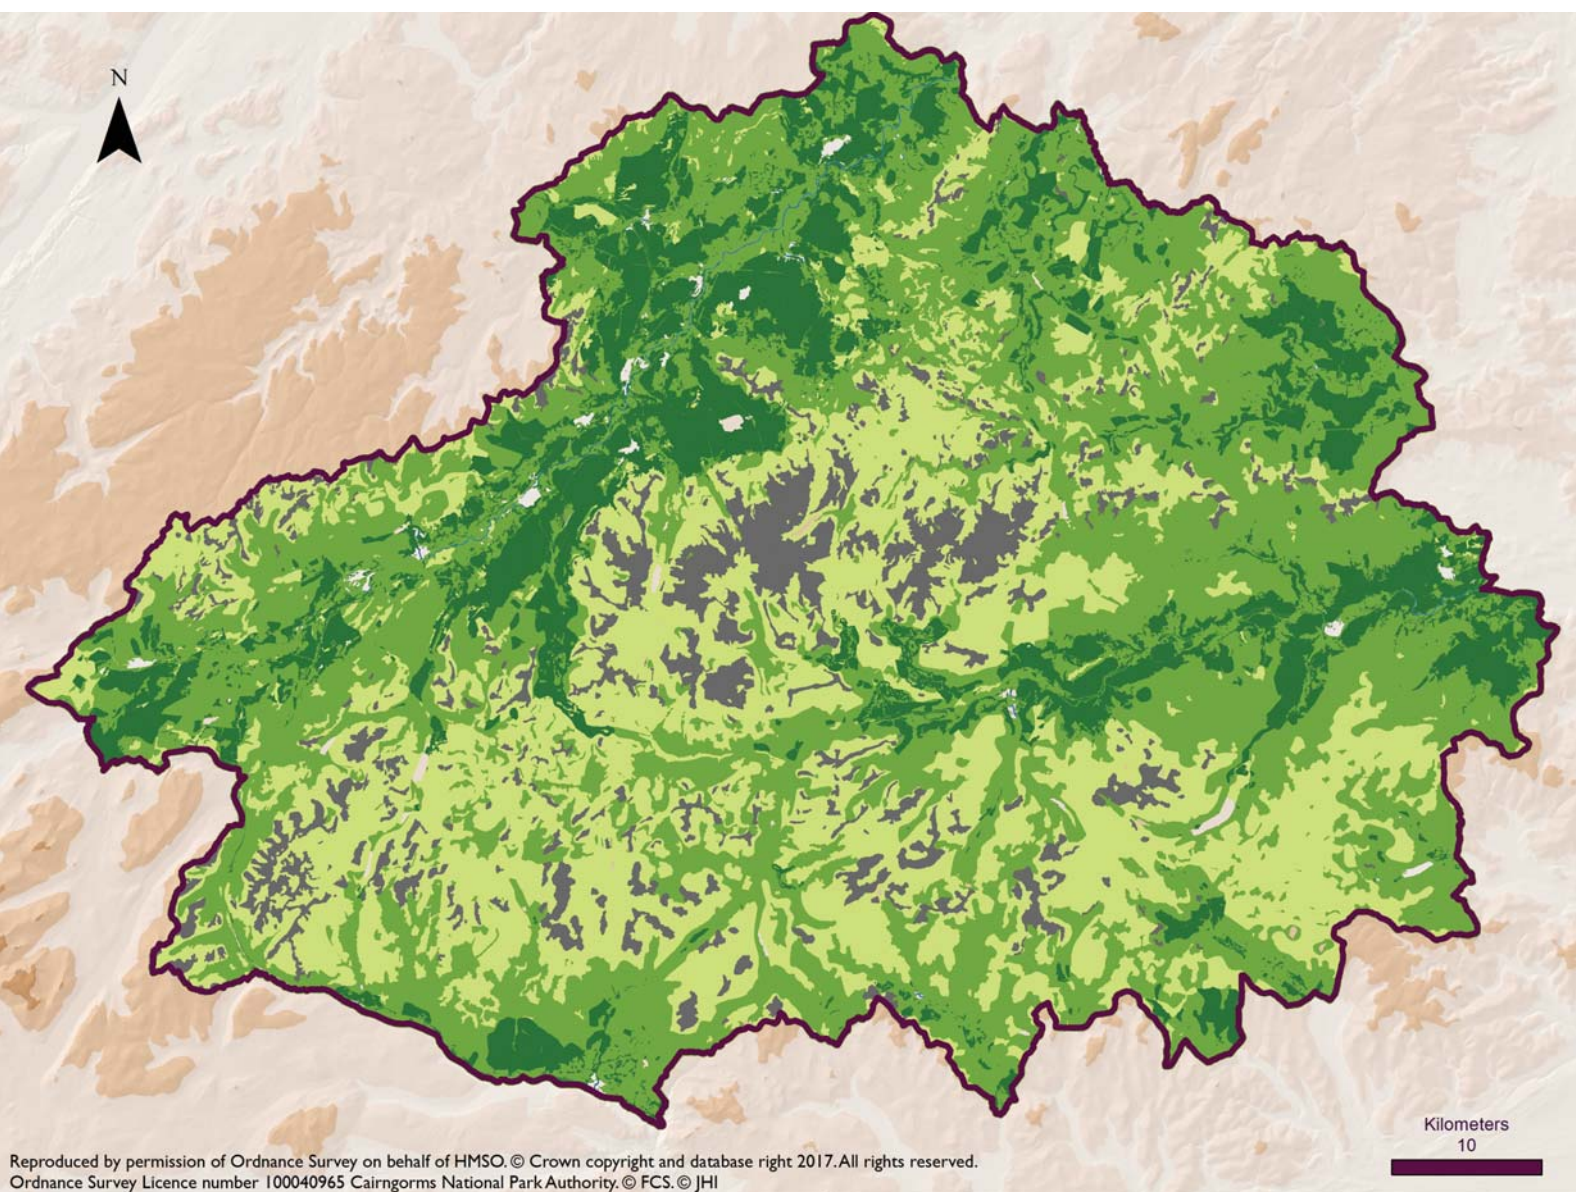 N
Kilometers
10
Reproduced by permission of Ordnance Survey on behalf of HMSO. © Crown copyright and database right 2017. All rights reserved.
Ordnance Survey Licence number 100040965 Cairngorms National Park Authority. © FCS. © JHI